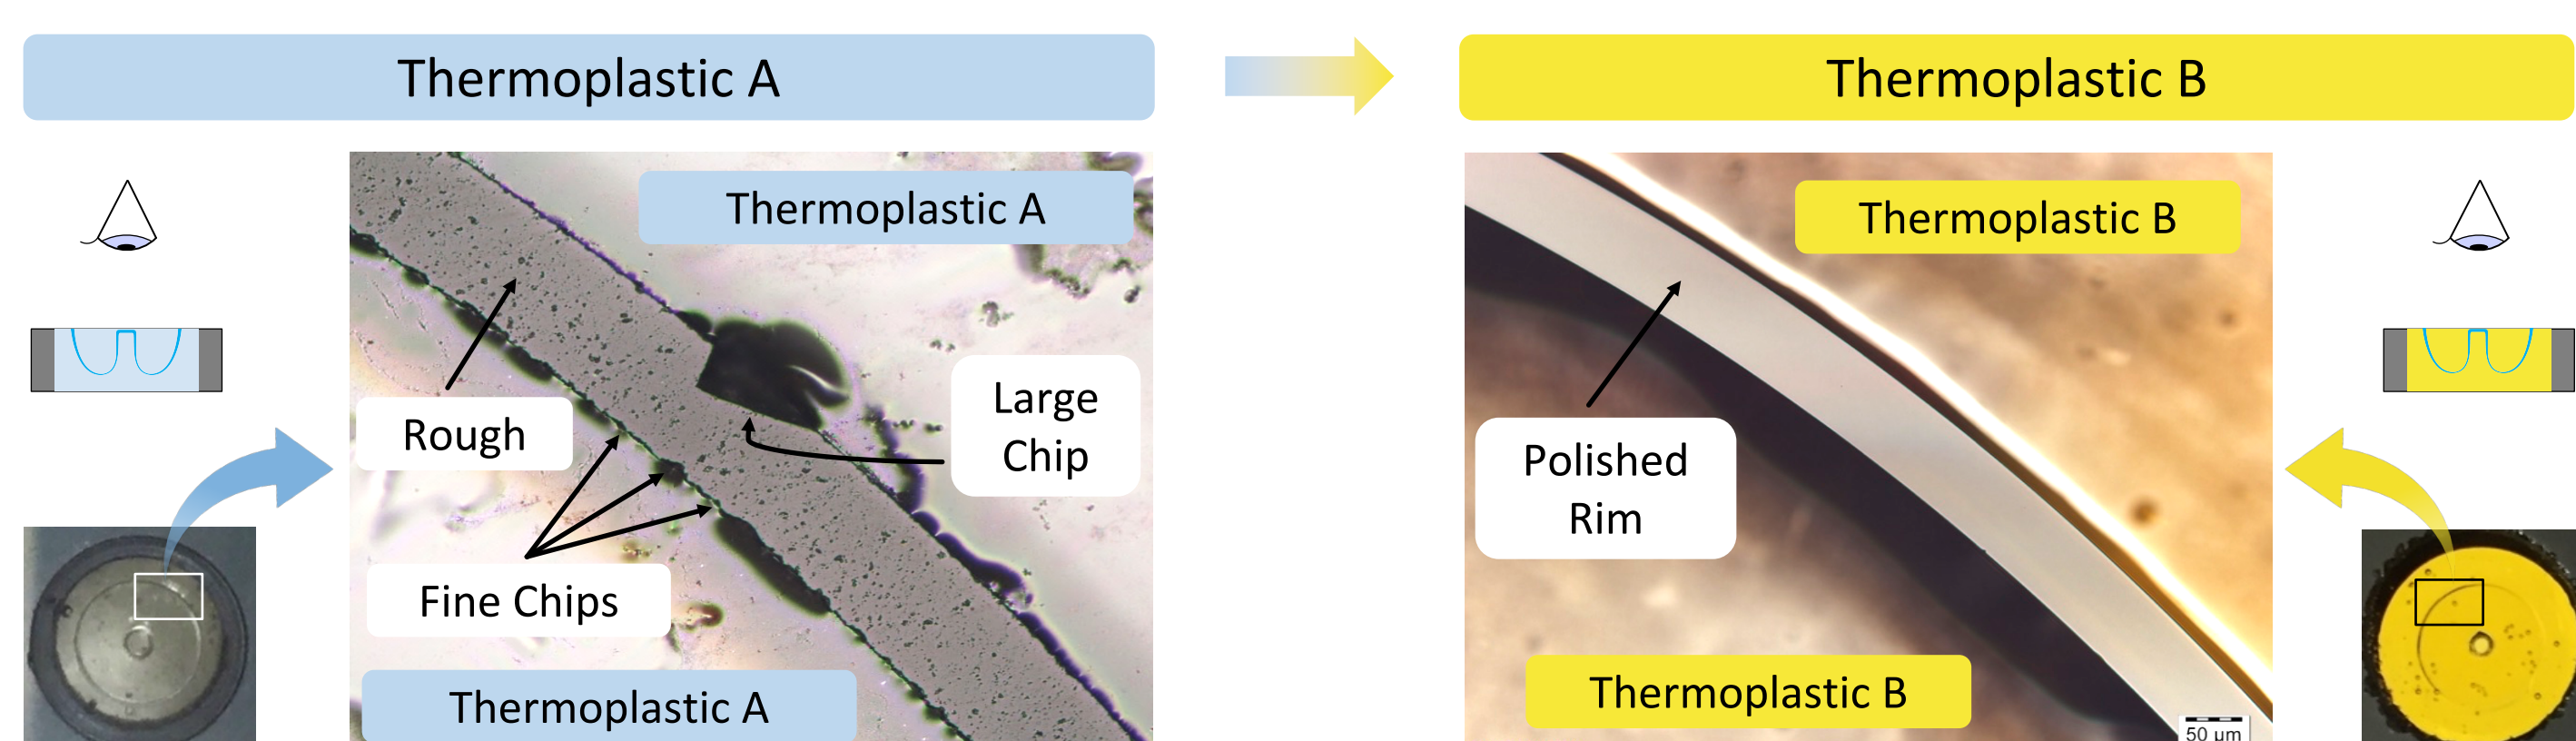 Thermoplastic A
Thermoplastic B
Thermoplastic A
Thermoplastic B
Rough
Large
Chip
Polished
Rim
Fine Chips
Thermoplastic A
Thermoplastic B
50 µm